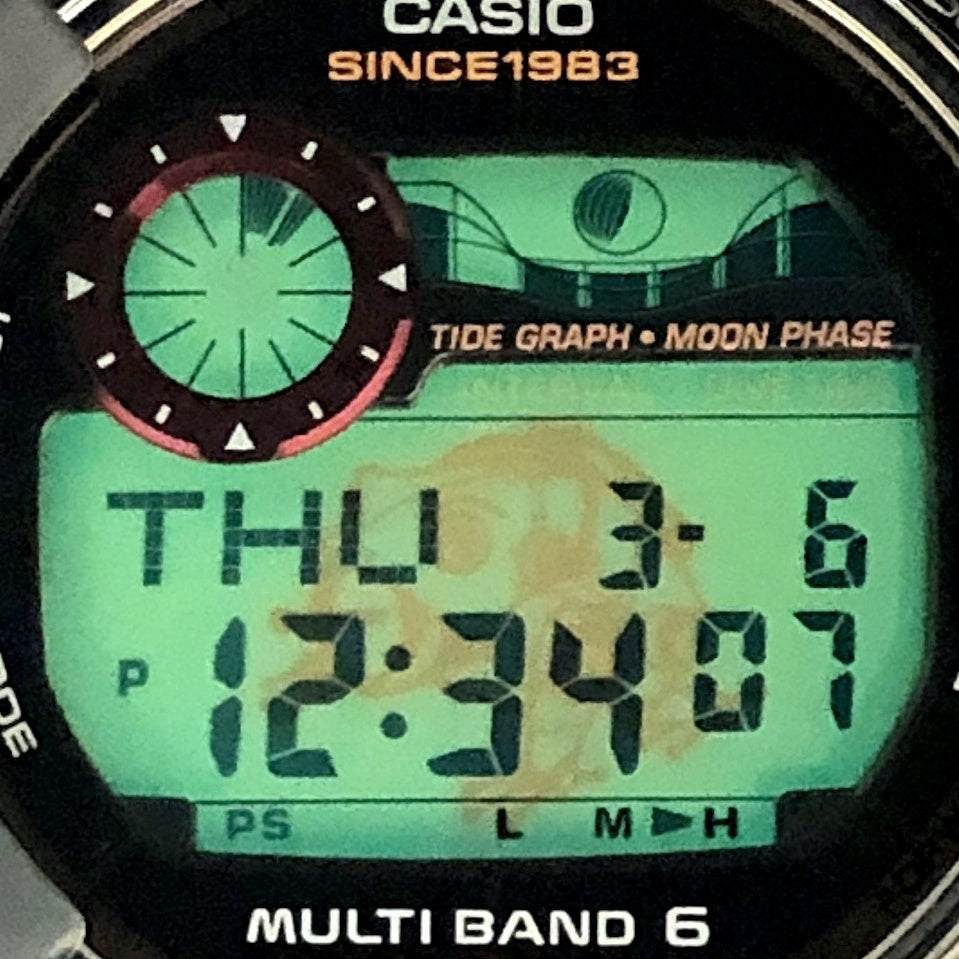 CASIO
SINCE1983
TIDE GRAPH • MOON PHASE
THU 3- 6
P 12:34 07
PS L M ▶ H
MULTI BAND 6